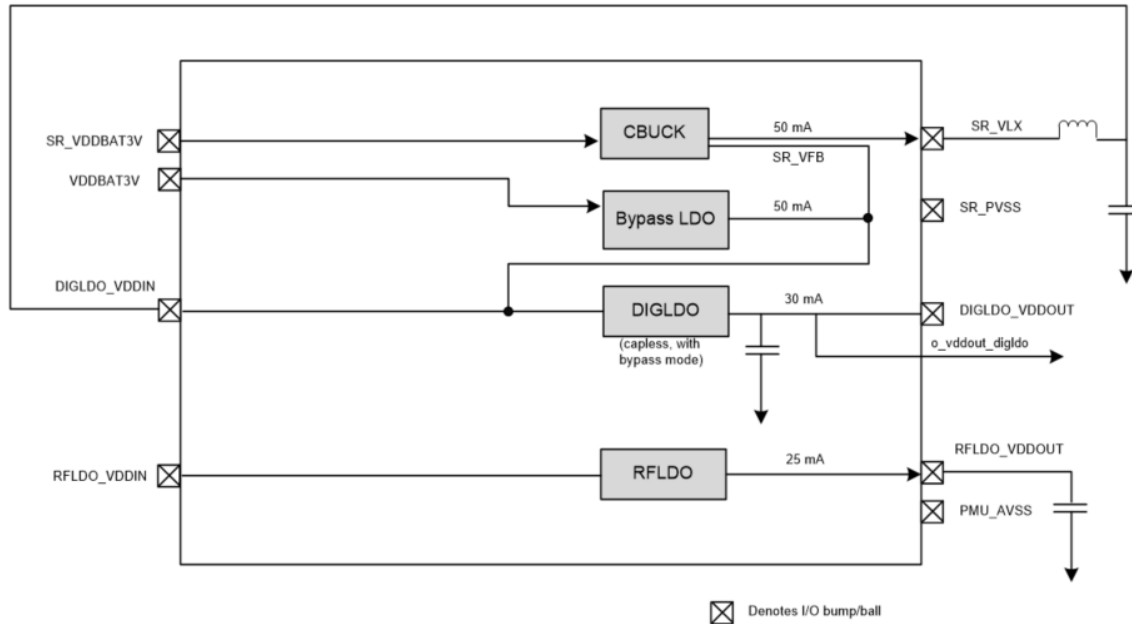 SR_VDDBAT3V
CBUCK
50 mA
SR_VLX
SR_VFB
VDDBAT3V
Bypass LDO
50 mA
SR_PVSS
DIGLDO_VDDIN
DIGLDO
30 mA
DIGLDO_VDDOUT
(capless, with
bypass mode)
o_vddout_digldo
RFLDO_VDDIN
RFLDO
25 mA
RFLDO_VDDOUT
PMU_AVSS
Denotes I/O bump/ball